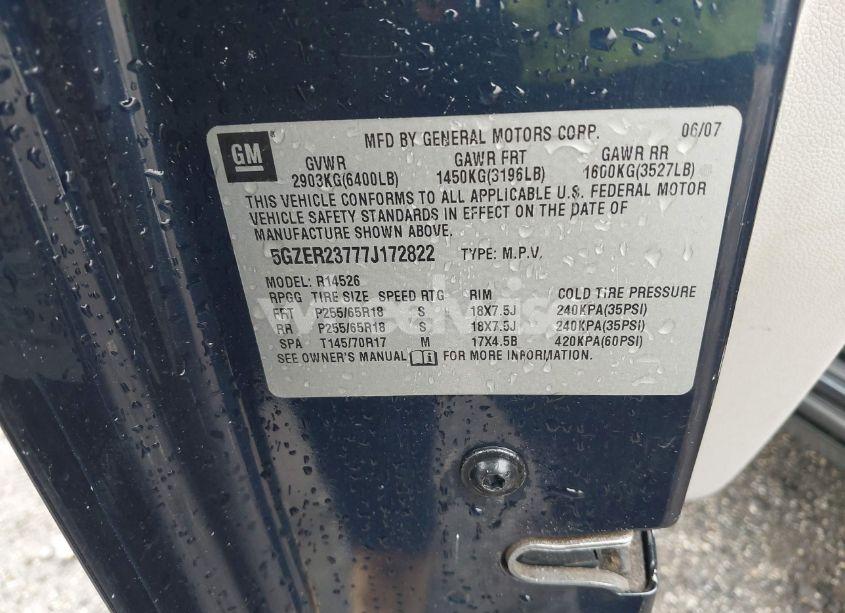 GM
MFD BY GENERAL MOTORS CORP. 06/07
GVWR GAWR FRT GAWR RR
2903KG(6400LB) 1450KG(3196LB) 1600KG(3527LB)
THIS VEHICLE CONFORMS TO ALL APPLICABLE U.S. FEDERAL MOTOR
VEHICLE SAFETY STANDARDS IN EFFECT ON THE DATE OF
MANUFACTURE SHOWN ABOVE.
5GZER23777J172822 TYPE: M.P.V.
MODEL: R14526
RPGG TIRE SIZE SPEED RTG RIM COLD TIRE PRESSURE
FRT P255/65R18 S 18X7.5J 240KPA(35PSI)
RR P255/65R18 S 18X7.5J 240KPA(35PSI)
SPA T145/70R17 M 17X4.5B 420KPA(60PSI)
SEE OWNER'S MANUAL FOR MORE INFORMATION.